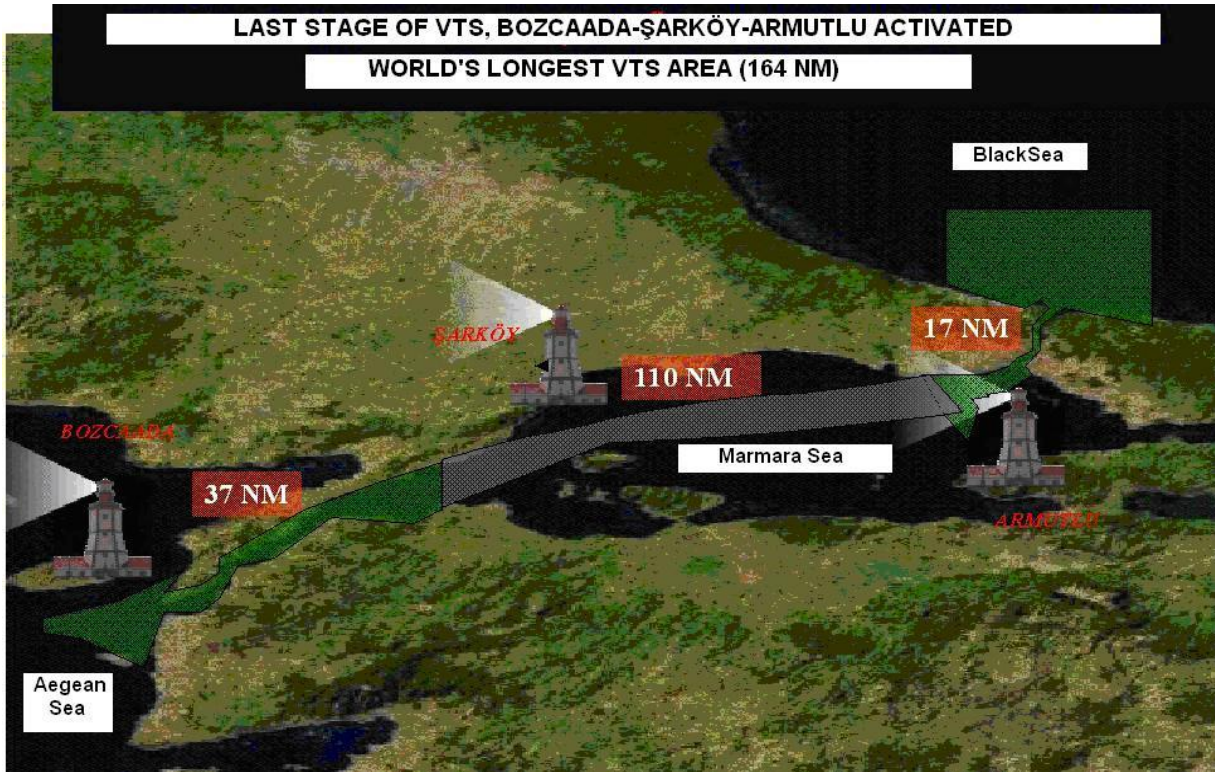 LAST STAGE OF VTS, BOZCAADA-ŞARKÖY-ARMUTLU ACTIVATED
WORLD'S LONGEST VTS AREA (164 NM)
BlackSea
17 NM
ŞARKÖY
110 NM
BOZCAADA
Marmara Sea
37 NM
ARMUTLU
Aegean
Sea